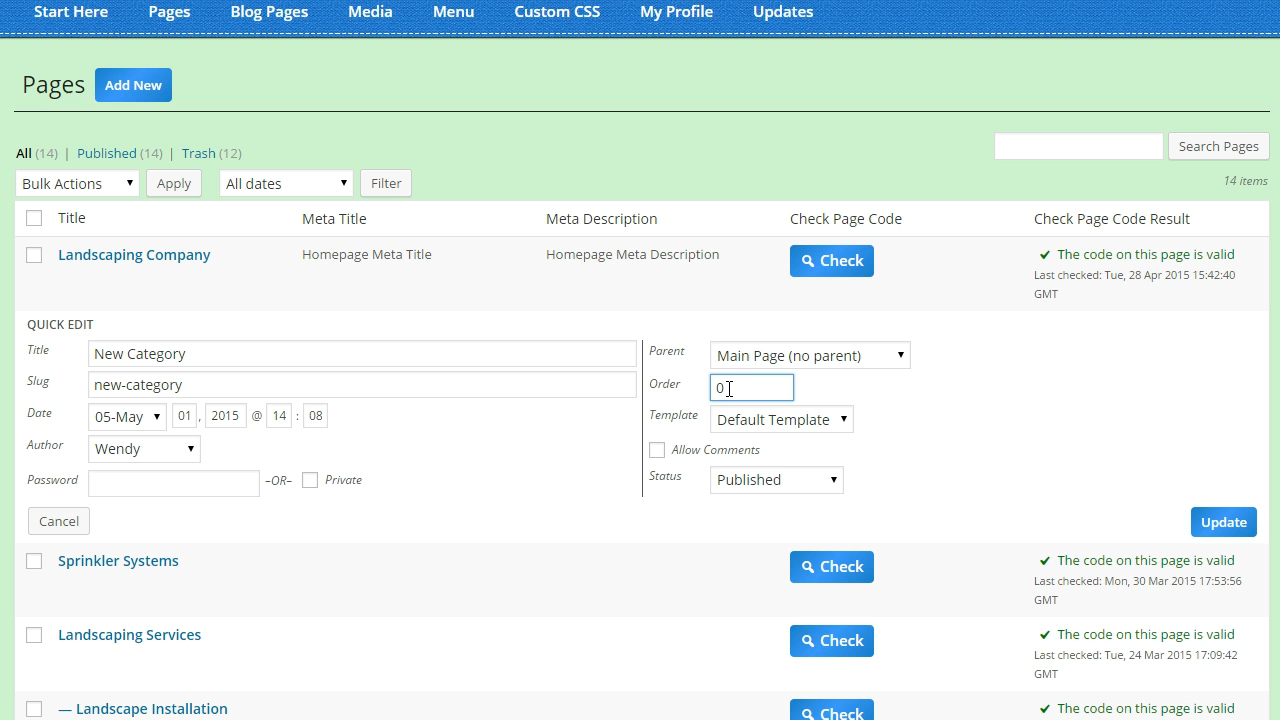 Start Here Pages Blog Pages Media Menu Custom CSS My Profile Updates
Pages Add New
All (14) | Published (14) | Trash (12)
Search Pages
Bulk Actions Apply All dates Filter
14 items
Title Meta Title Meta Description Check Page Code Check Page Code Result
Landscaping Company Homepage Meta Title Homepage Meta Description Check The code on this page is valid
Last checked: Tue, 28 Apr 2015 15:42:40
GMT
QUICK EDIT
Title New Category Parent Main Page (no parent)
Slug new-category Order 0
Date 05-May 01 , 2015 @ 14 : 08 Template Default Template
Author Wendy Allow Comments
Password –OR– Private Status Published
Cancel Update
Sprinkler Systems Check The code on this page is valid
Last checked: Mon, 30 Mar 2015 17:53:56
GMT
Landscaping Services Check The code on this page is valid
Last checked: Tue, 24 Mar 2015 17:09:42
GMT
— Landscape Installation Check The code on this page is valid